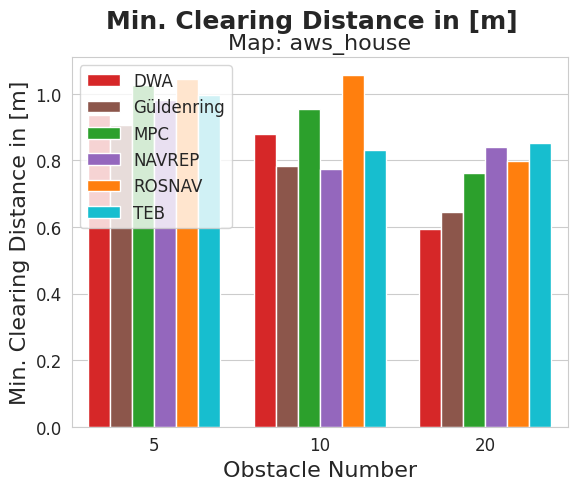 Min. Clearing Distance in [m]
Map: aws_house
Min. Clearing Distance in [m]
1.0
0.8
0.6
0.4
0.2
0.0
DWA
Güldenring
MPC
NAVREP
ROSNAV
TEB
5
10
20
Obstacle Number